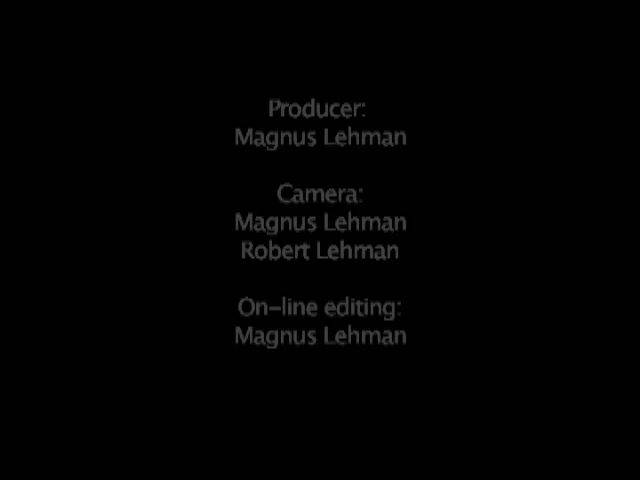 Producer:
Magnus Lehman
Camera:
Magnus Lehman
Robert Lehman
On-line editing:
Magnus Lehman